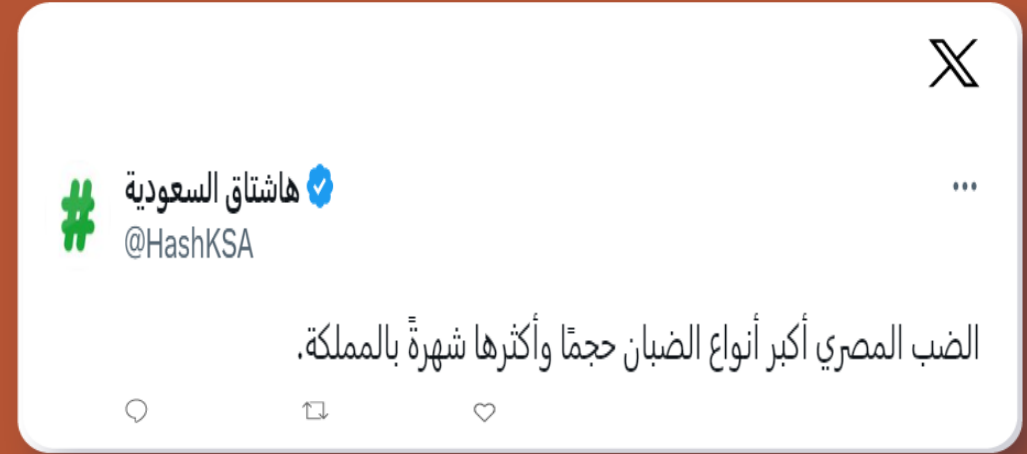 هاشتاق السعودية
@HashKSA
الضب المصري أكبر أنواع الضبان حجمًا وأكثرها شهرةً بالمملكة.